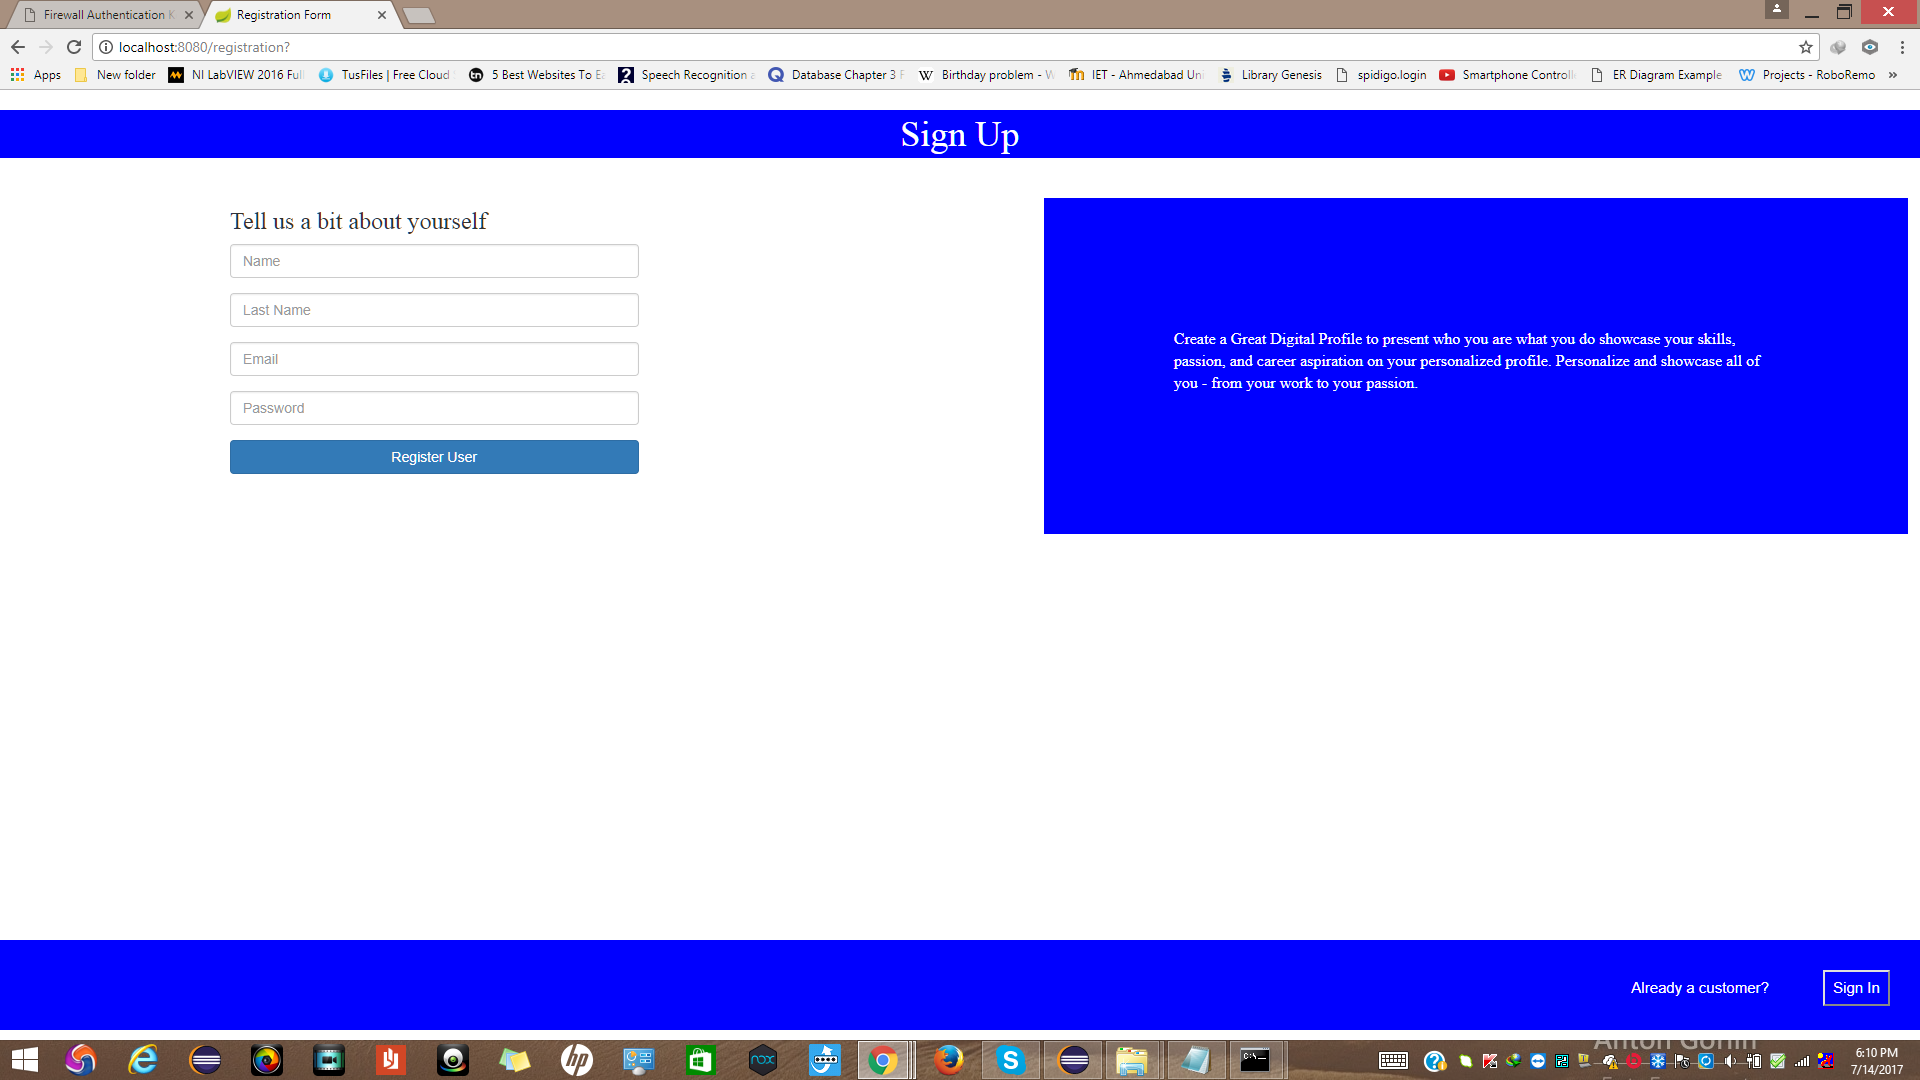 Firewall Authentication K
Registration Form
localhost:8080/registration?
Apps
New folder
NI LabVIEW 2016 Full
TusFiles | Free Cloud
5 Best Websites To Ea
Speech Recognition a
Database Chapter 3 F
Birthday problem - W
IET - Ahmedabad Uni
Library Genesis
spidigo.login
Smartphone Controll
ER Diagram Example
Projects - RoboRemo
»
Sign Up
Tell us a bit about yourself
Name
Last Name
Email
Password
Register User
Create a Great Digital Profile to present who you are what you do showcase your skills,
passion, and career aspiration on your personalized profile. Personalize and showcase all of
you - from your work to your passion.
Already a customer?
Sign In
nox
hp
6:10 PM
7/14/2017